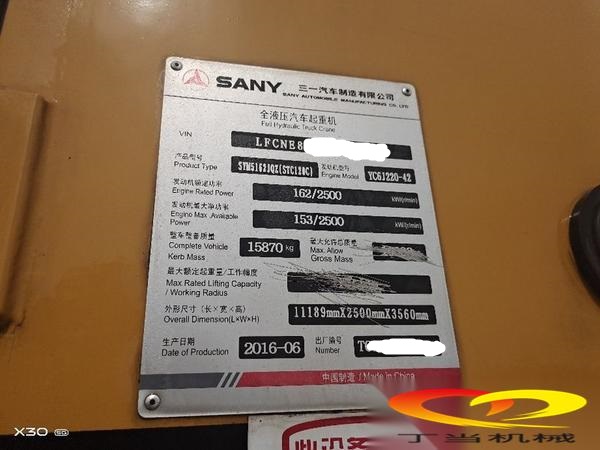 SANY 三一汽车制造有限公司
SANY AUTOMOBILE MANUFACTURING CO. LTD
全液压汽车起重机
Full Hydraulic Truck Crane
VIN LFCNE8
产品型号 发动机型号
Product Type STM5162JQZ(STC120C) Engine Model YC6J220-42
发动机额定功率
Engine Rated Power 162/2500 kW(r/min)
发动机最大净功率
Engine Max. Available Power 153/2500 kW(r/min)
整车整备质量 最大允许总质量
Complete Vehicle Kerb Mass 15870 kg Max. Allow Gross Mass
最大额定起重量/工作幅度
Max Rated Lifting Capacity
/ Working Radius
外形尺寸（长×宽×高）
Overall Dimension(L×W×H) 11189mmX2500mmX3560mm
生产日期 出厂编号
Date of Production 2016-06 Number
中国制造 / Made in China
此设备
丁当机械
X30 5G